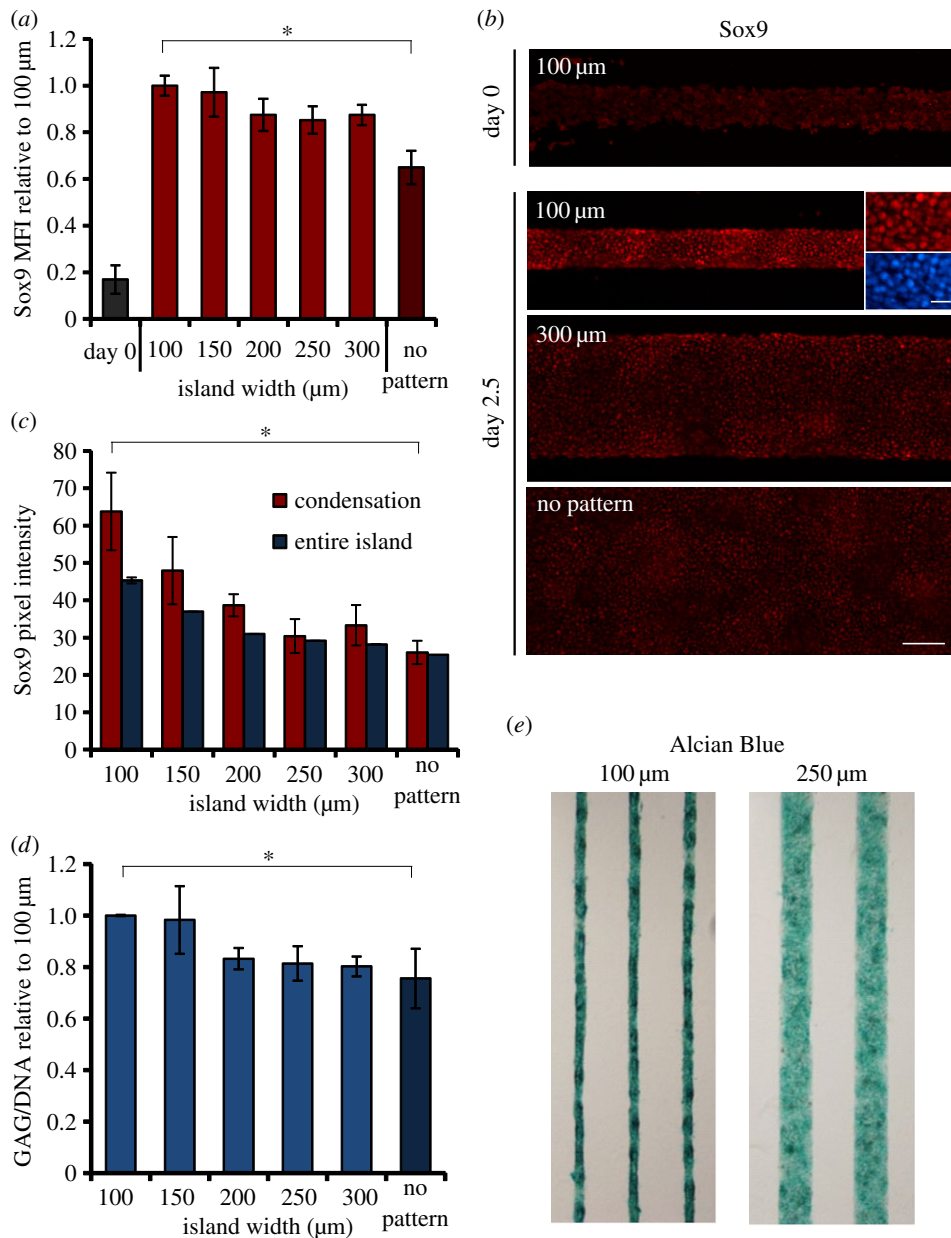 (a)
*
Sox9 MFI relative to 100 µm
1.2
1.0
0.8
0.6
0.4
0.2
0
day 0
100
150
200
250
300
no
pattern
island width (µm)
(b)
Sox9
day 0
100 µm
day 2.5
100 µm
300 µm
no pattern
(c)
*
Sox9 pixel intensity
80
70
60
50
40
30
20
10
0
condensation
entire island
100
150
200
250
300
no
pattern
island width (µm)
(d)
*
GAG/DNA relative to 100 µm
1.2
1.0
0.8
0.6
0.4
0.2
0
100
150
200
250
300
no
pattern
island width (µm)
(e)
Alcian Blue
100 µm
250 µm